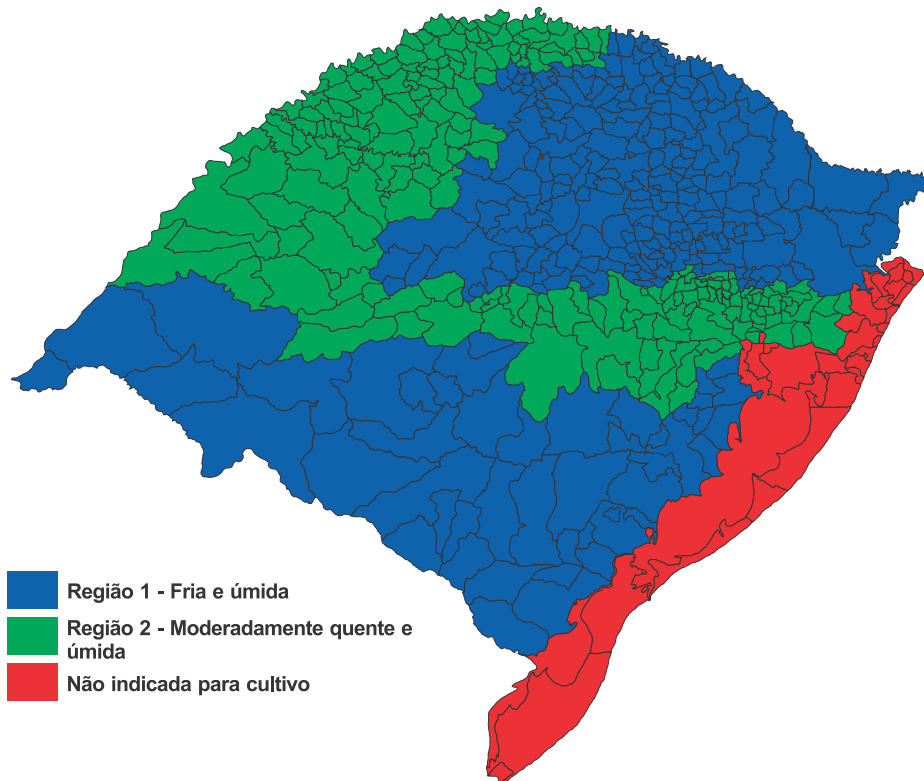 Região 1 - Fria e úmida
Região 2 - Moderadamente quente e
úmida
Não indicada para cultivo